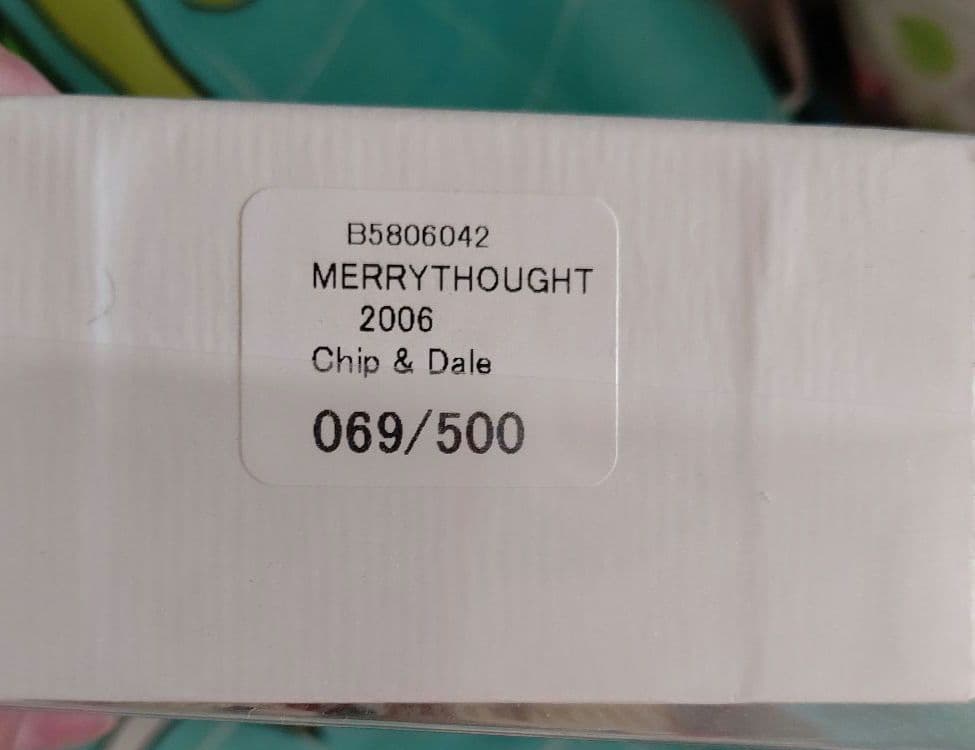 B5806042
MERRYTHOUGHT
2006
Chip & Dale
069/500